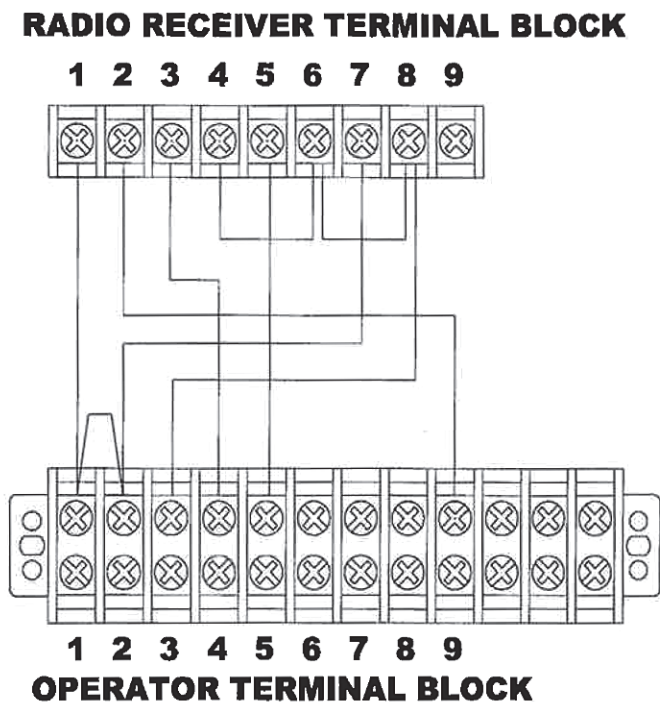 RADIO RECEIVER TERMINAL BLOCK
1 2 3 4 5 6 7 8 9
1 2 3 4 5 6 7 8 9
OPERATOR TERMINAL BLOCK